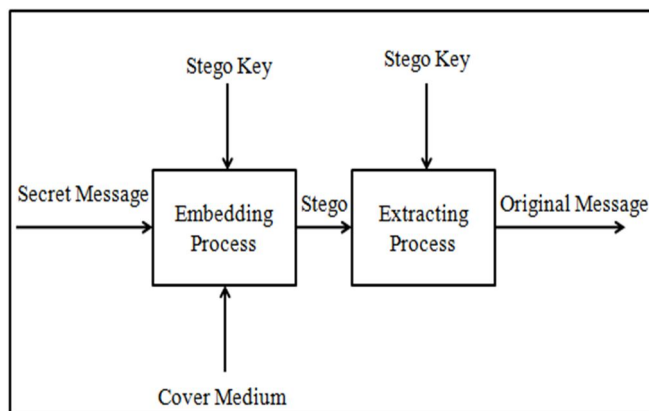 Stego Key
Stego Key
Secret Message
Embedding
Process
Stego
Extracting
Process
Original Message
Cover Medium